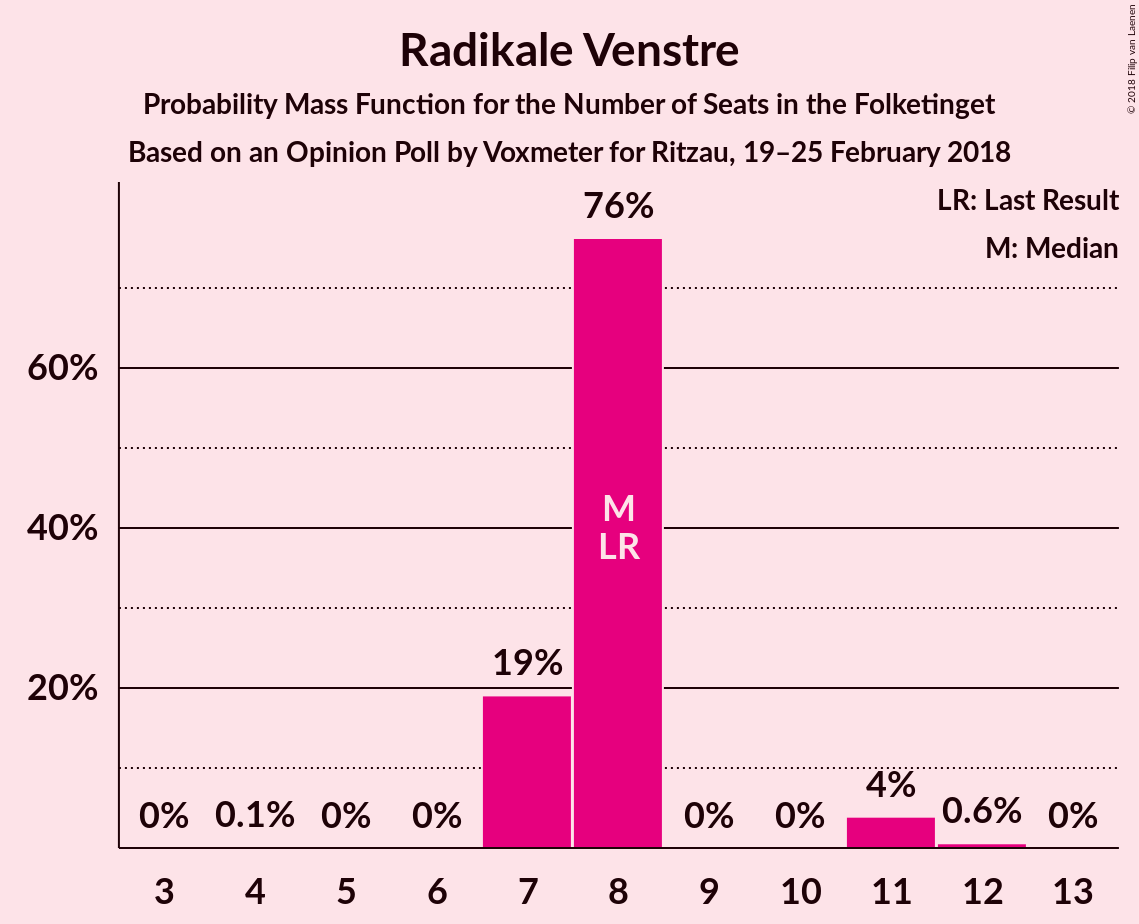 Radikale Venstre
Probability Mass Function for the Number of Seats in the Folketinget
Based on an Opinion Poll by Voxmeter for Ritzau, 19–25 February 2018
© 2018 Filip van Laenen
LR: Last Result
M: Median
76%
60%
40%
20%
M
LR
19%
0%
0.1%
0%
0%
0%
0%
4%
0.6%
0%
3 4 5 6 7 8 9 10 11 12 13